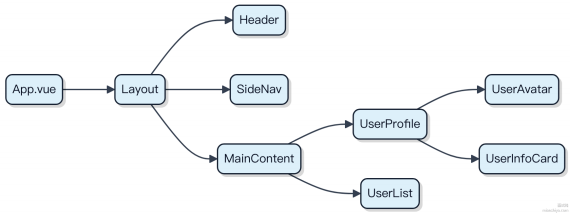 Header
App.vue
Layout
SideNav
UserAvatar
UserProfile
MainContent
UserInfoCard
UserList